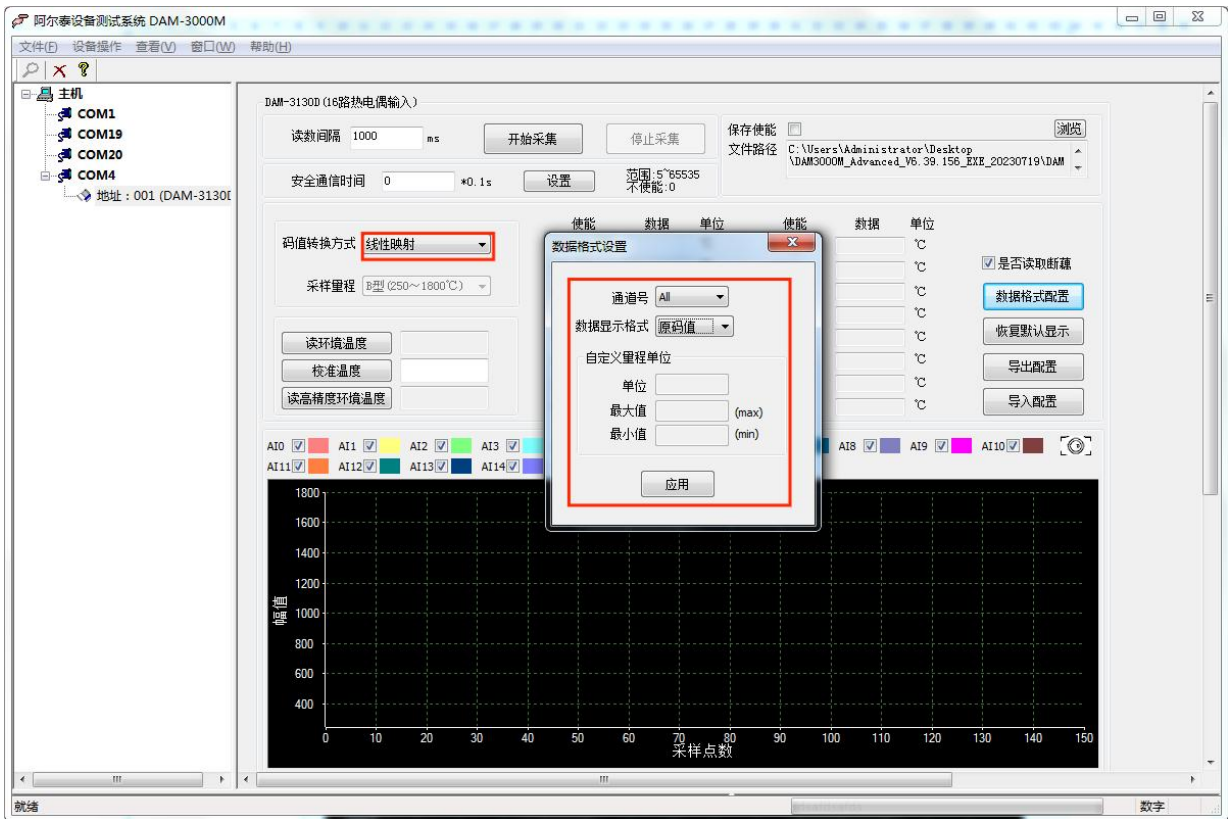 阿尔泰设备测试系统 DAM-3000M
文件(F) 设备操作 查看(V) 窗口(W) 帮助(H)
主机
COM1
COM19
COM20
COM4
地址：001 (DAM-3130D
DAM-3130D(16路热电偶输入)
读数间隔 1000 ms 开始采集 停止采集
安全通信时间 0 *0.1s 设置 范围:5~65535
不使能:0
保存使能 浏览
文件路径 C:\Users\Administrator\Desktop
\DAM3000M_Advanced_V6.39.156_EXE_20230719\DAM
码值转换方式 线性映射
采样量程 B型(250～1800℃)
读环境温度
校准温度
读高精度环境温度
使能 数据 单位 使能 数据 单位
℃
℃
℃
℃
℃
℃
℃
℃
是否读取断藕
数据格式配置
恢复默认显示
导出配置
导入配置
数据格式设置
通道号 All
数据显示格式 原码值
自定义量程单位
单位
最大值 (max)
最小值 (min)
应用
AI0 AI1 AI2 AI3 AI8 AI9 AI10
AI11 AI12 AI13 AI14
1800
1600
1400
1200
1000
800
600
400
幅值
0 10 20 30 40 50 60 70 80 90 100 110 120 130 140 150
采样点数
就绪 数字